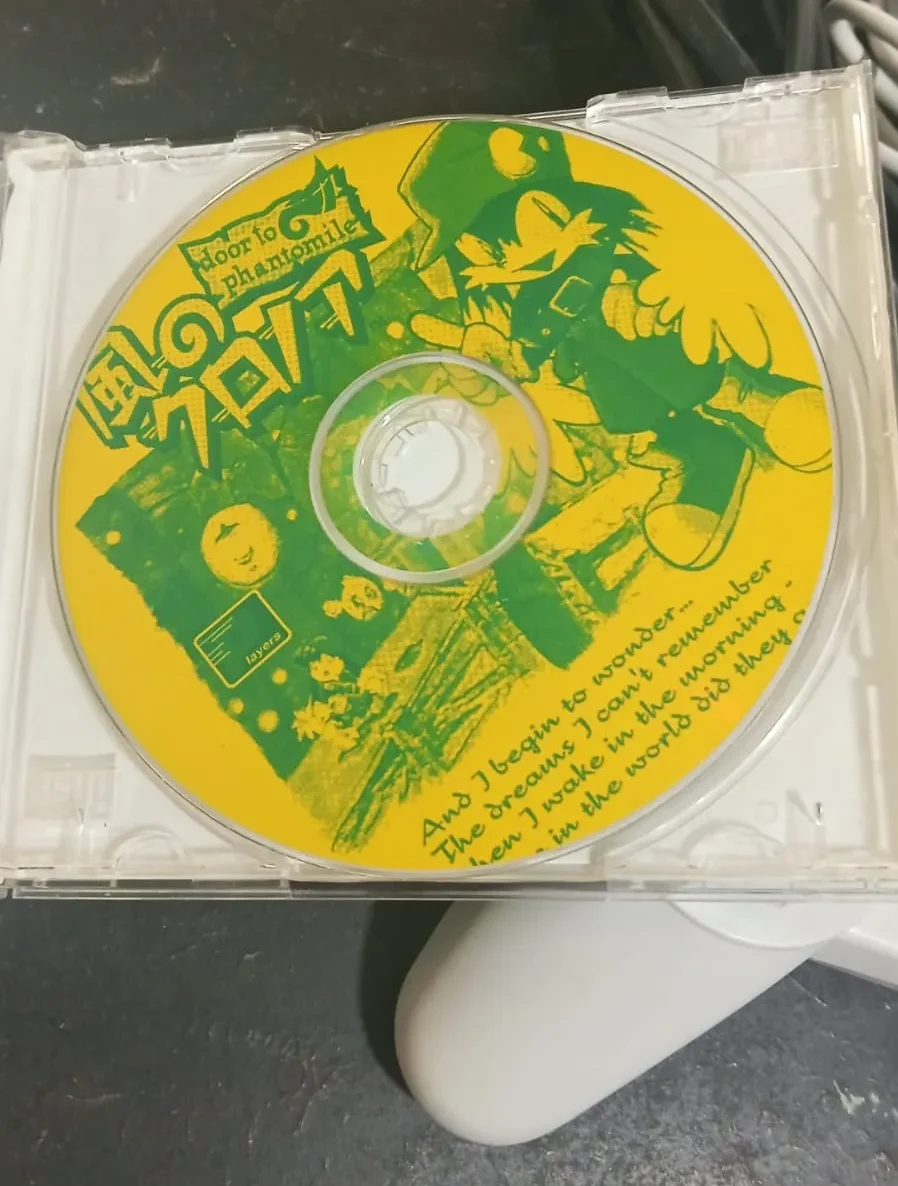 door to
phantomile
風の
クロノア
layers
And I begin to wonder...
The dreams I can't remember
hen I wake in the morning-
in the world did they g